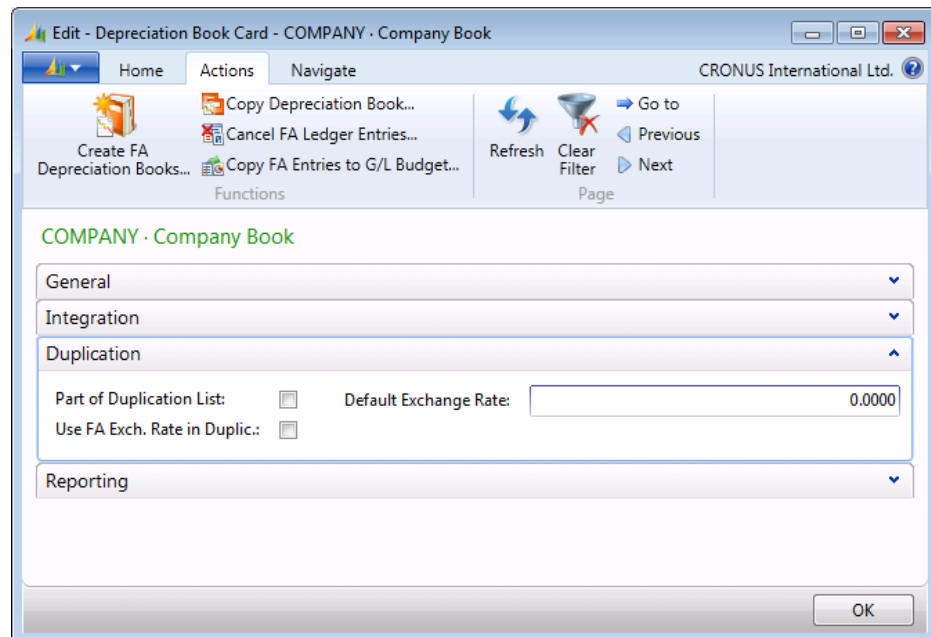 Edit - Depreciation Book Card - COMPANY · Company Book
Home Actions Navigate CRONUS International Ltd.
Create FA
Depreciation Books...
Copy Depreciation Book...
Cancel FA Ledger Entries...
Copy FA Entries to G/L Budget...
Functions
Refresh
Clear
Filter
Go to
Previous
Next
Page
COMPANY · Company Book
General
Integration
Duplication
Part of Duplication List: Default Exchange Rate: 0.0000
Use FA Exch. Rate in Duplic.:
Reporting
OK